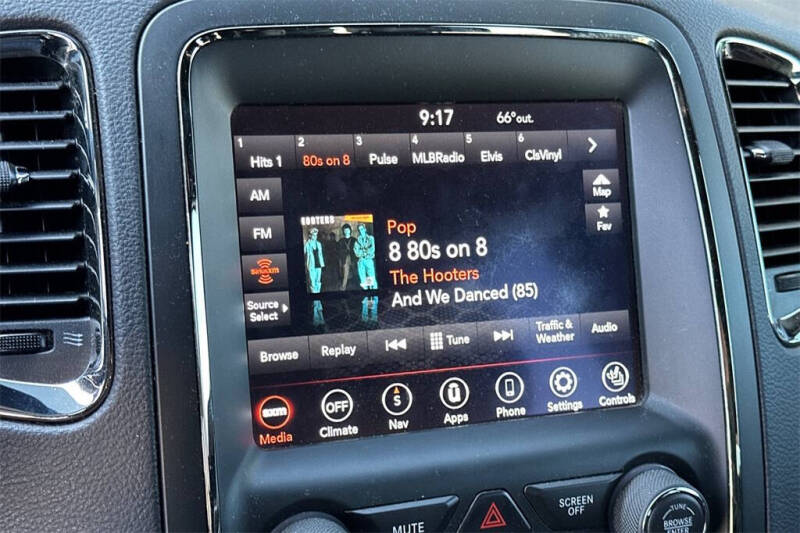 9:17 66°out.
1 Hits 1 2 80s on 8 3 Pulse 4 MLBRadio 5 Elvis 6 ClsVinyl
AM
Map
FM
HOOTERS
Pop
Fav
8 80s on 8
SiriusXM
The Hooters
Source
Select
And We Danced (85)
Browse Replay Tune Traffic &
Weather Audio
sxm OFF S
Media Climate Nav Apps Phone Settings Controls
MUTE
SCREEN
OFF
TUNE
BROWSE
ENTER